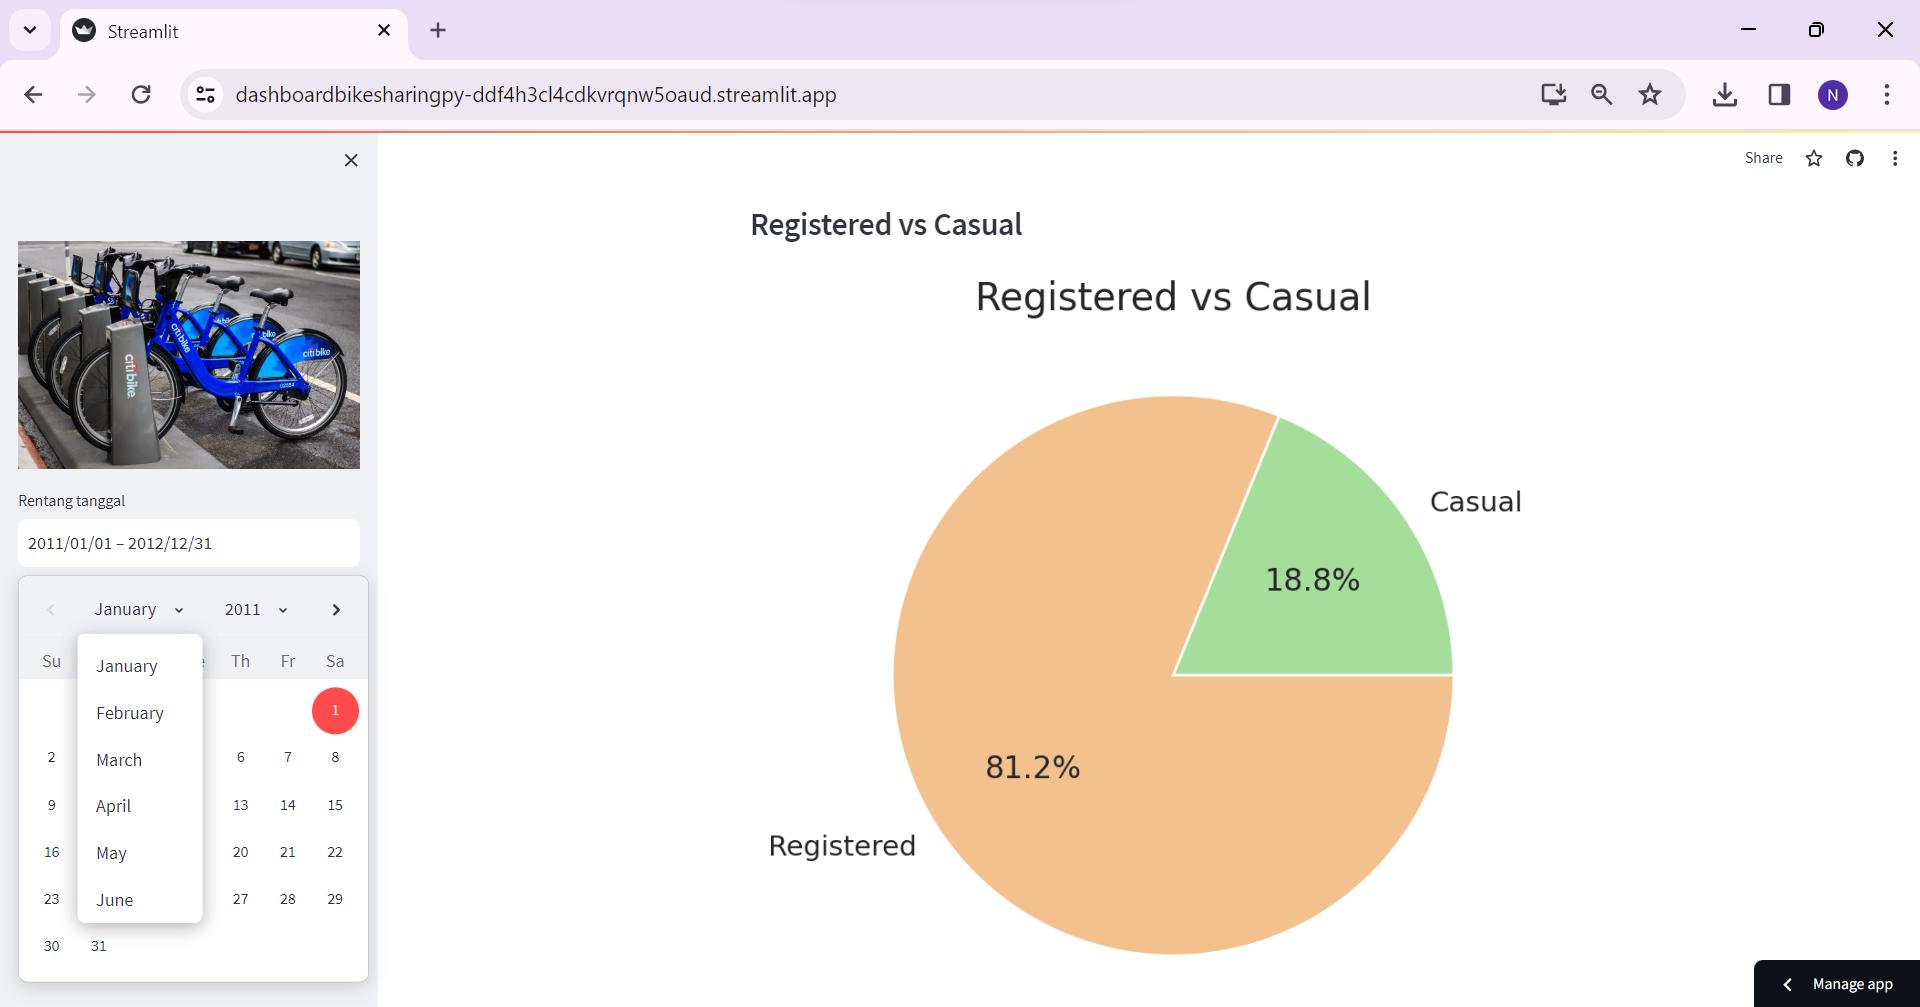 Streamlit
dashboardbikesharingpy-ddf4h3cl4cdkvrqnw5oaud.streamlit.app
N
Share
Registered vs Casual
Registered vs Casual
citibike
citibike
citibike
Casual
18.8%
81.2%
Registered
Rentang tanggal
2011/01/01 – 2012/12/31
January 2011
Su Th Fr Sa
January
February
March
April
May
June
1
2 6 7 8
9 13 14 15
16 20 21 22
23 27 28 29
30 31
Manage app